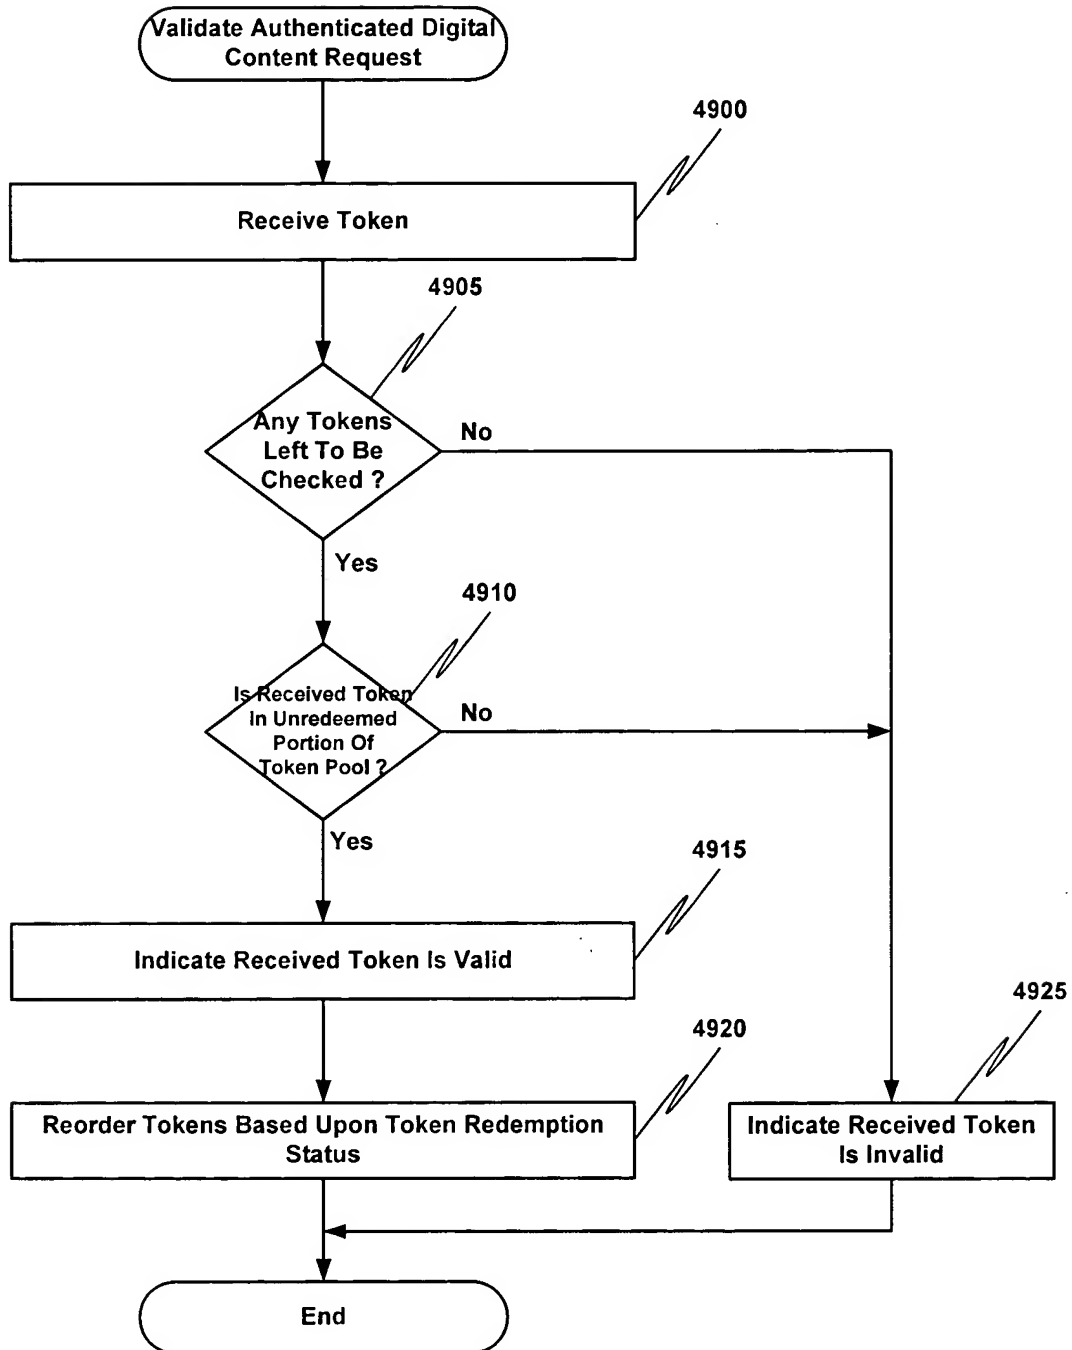 Validate Authenticated Digital
Content Request
4900
Receive Token
4905
Any Tokens
Left To Be
Checked ?
No
Yes
4910
Is Received Token
In Unredeemed
Portion Of
Token Pool ?
No
Yes
4915
Indicate Received Token Is Valid
4920
Reorder Tokens Based Upon Token Redemption
Status
4925
Indicate Received Token
Is Invalid
End